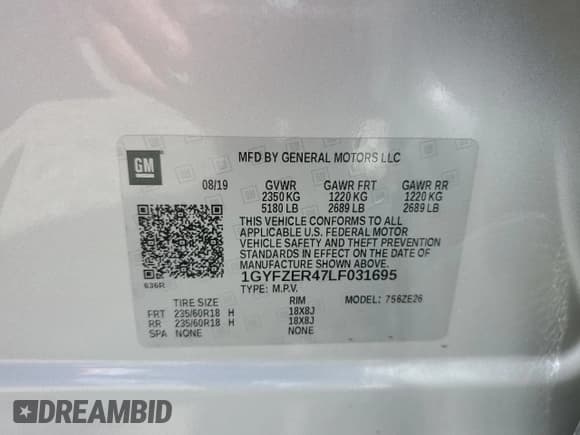 GM
MFD BY GENERAL MOTORS LLC
08/19 GVWR GAWR FRT GAWR RR
2350 KG 1220 KG 1220 KG
5180 LB 2689 LB 2689 LB
THIS VEHICLE CONFORMS TO ALL
APPLICABLE U.S. FEDERAL MOTOR
VEHICLE SAFETY AND THEFT PREVENTION
STANDARDS IN EFFECT ON THE DATE OF
MANUFACTURE SHOWN ABOVE.
636R 1GYFZER47LF031695
TYPE: M.P.V. MODEL: 756ZE26
TIRE SIZE RIM
FRT 235/60R18 H 18X8J
RR 235/60R18 H 18X8J
SPA NONE NONE
DREAMBID